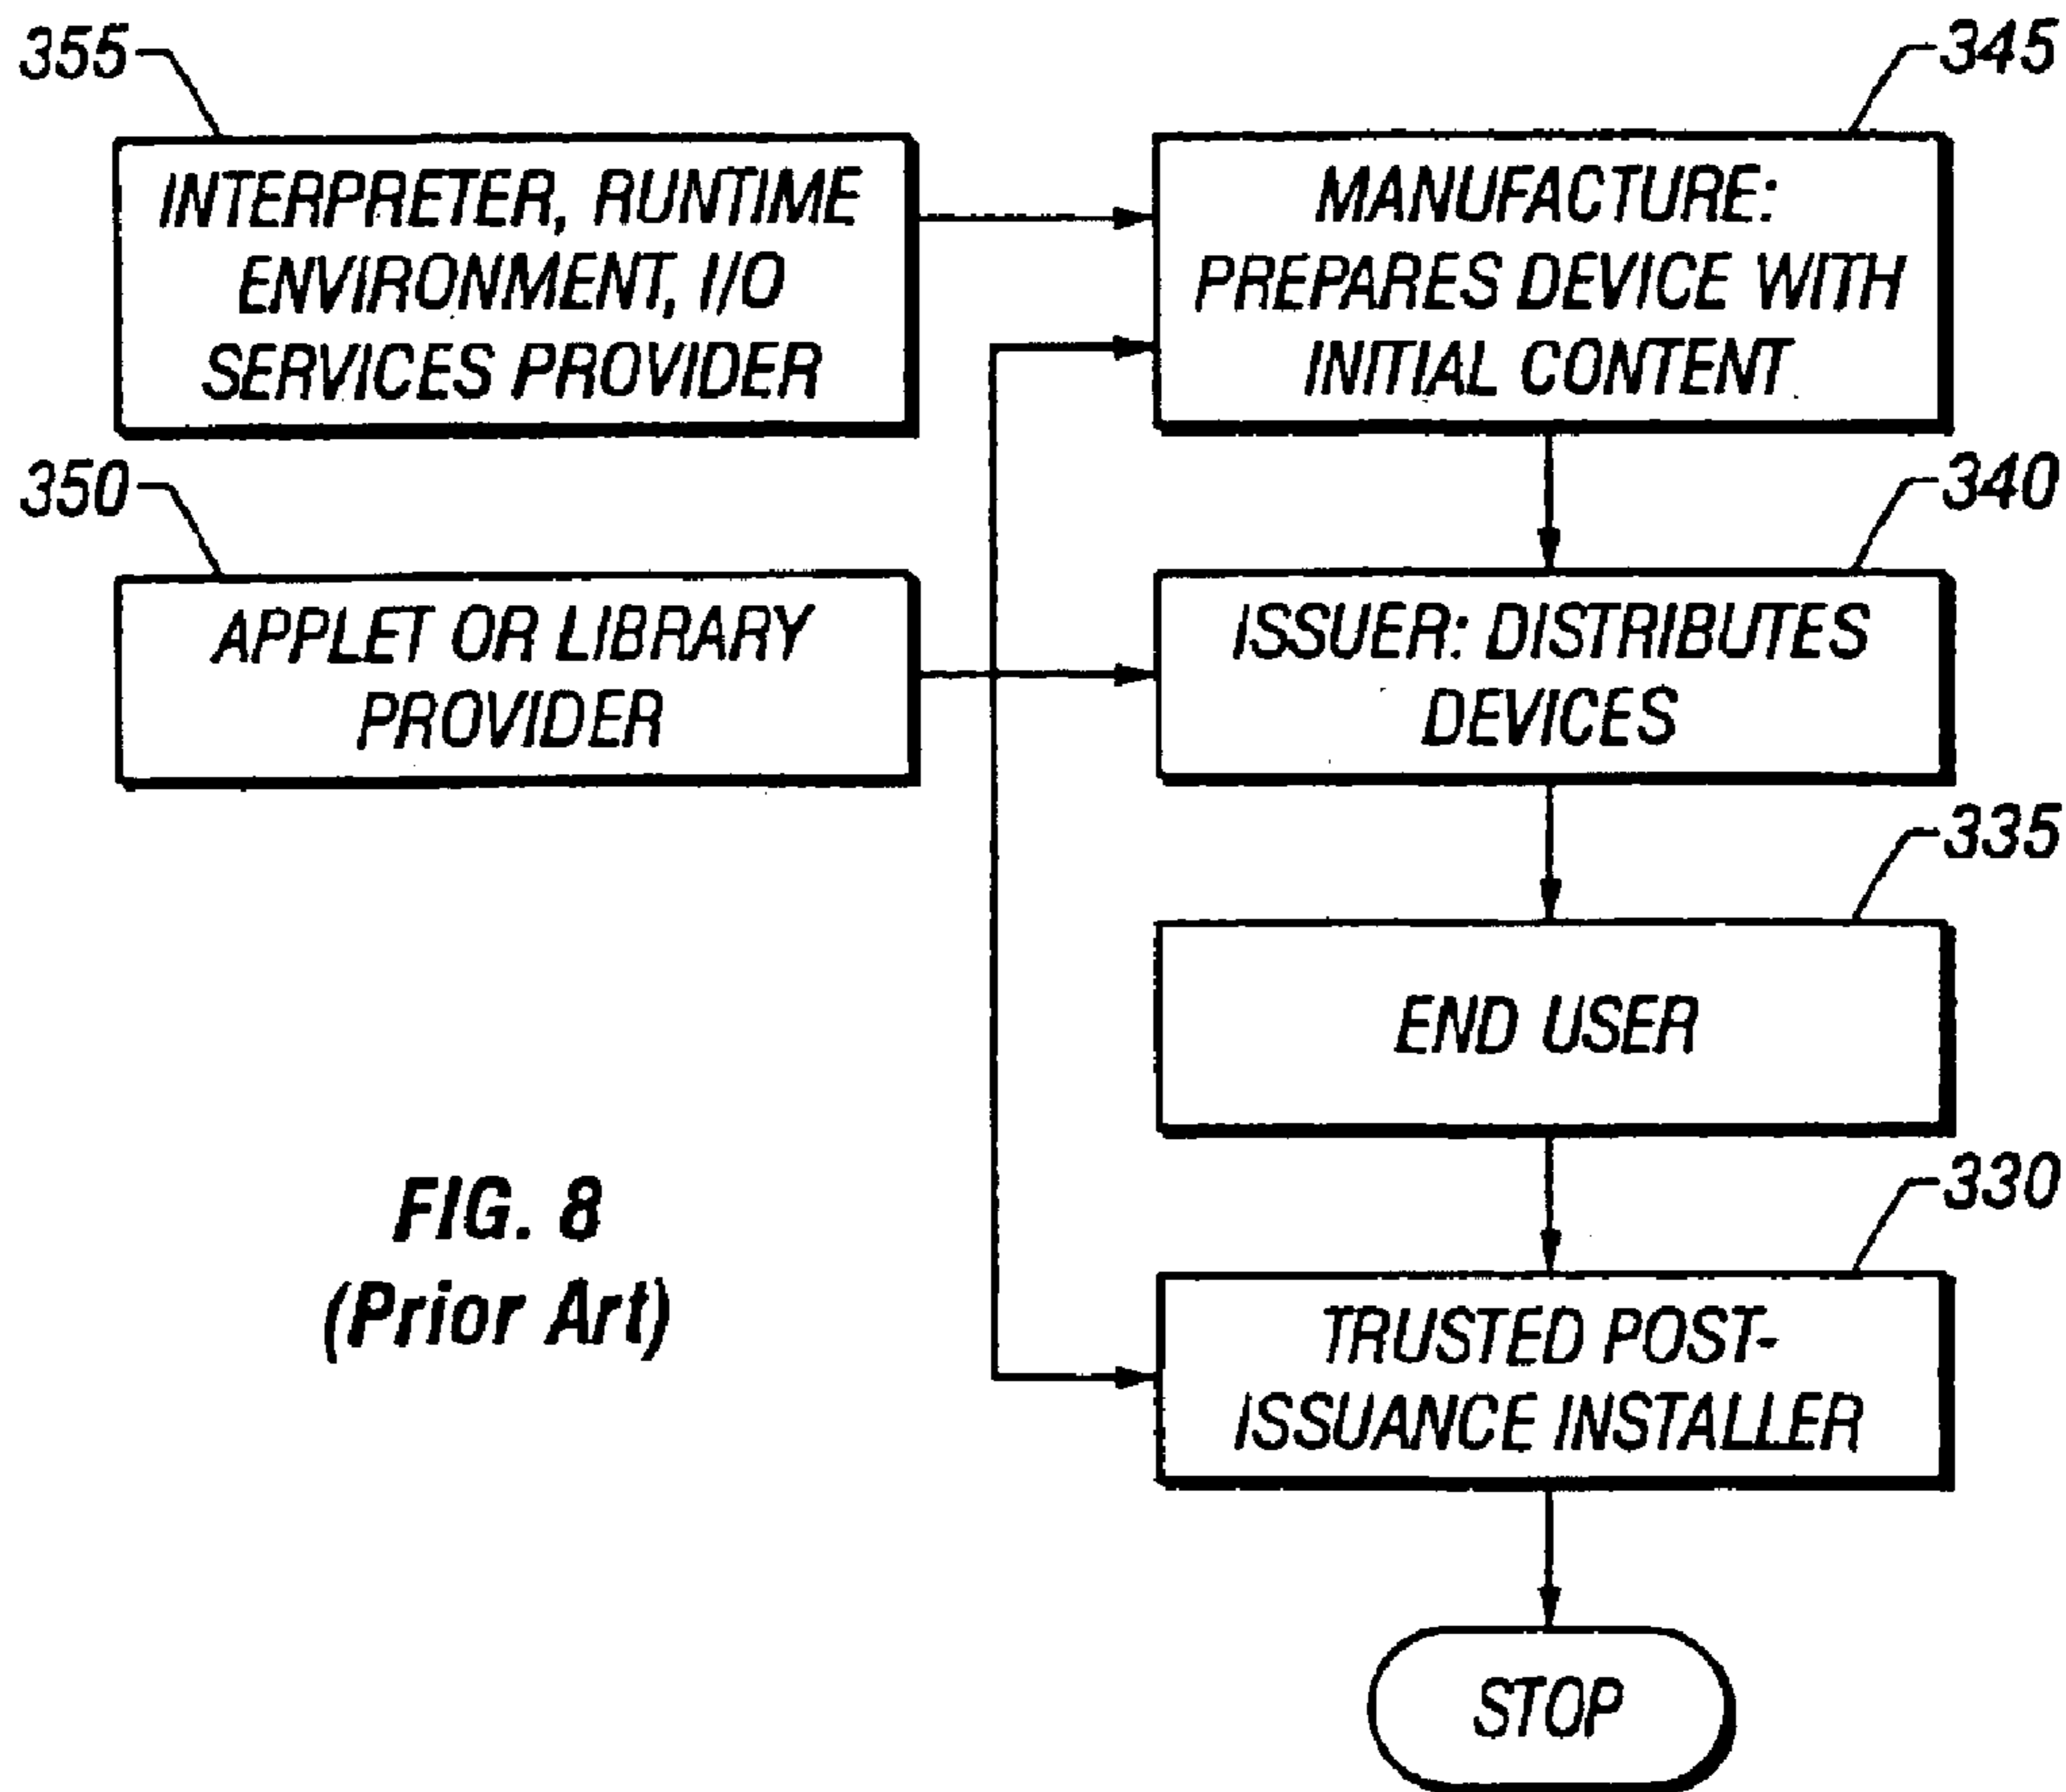 355
345
INTERPRETER, RUNTIME
ENVIRONMENT, I/O
SERVICES PROVIDER
MANUFACTURE:
PREPARES DEVICE WITH
INITIAL CONTENT
350
340
APPLET OR LIBRARY
PROVIDER
ISSUER: DISTRIBUTES
DEVICES
335
END USER
330
FIG. 8
(Prior Art)
TRUSTED POST-
ISSUANCE INSTALLER
STOP